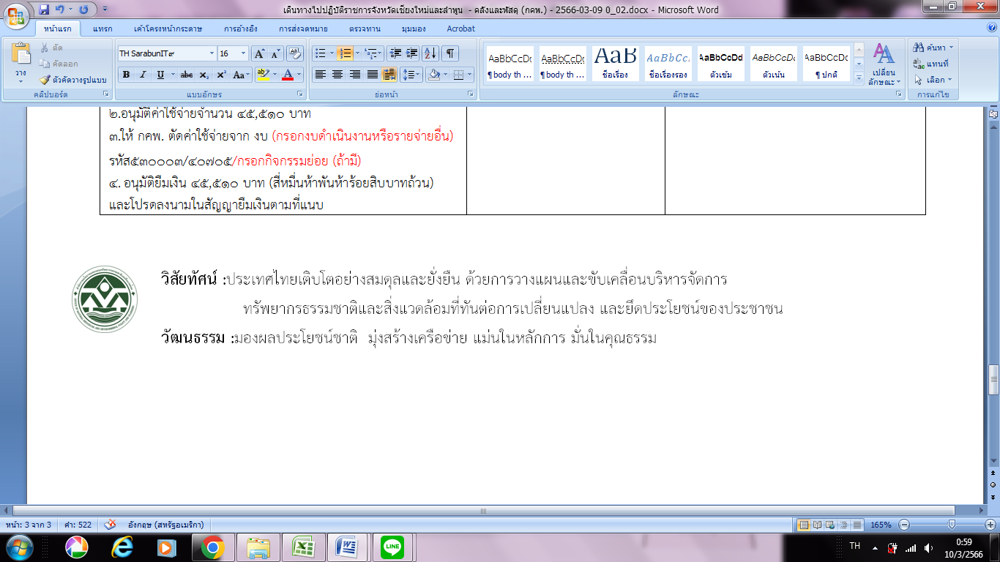 เดินทางไปปฏิบัติราชการจังหวัดเชียงใหม่และลำพูน - คลังและพัสดุ (กตพ.) - 2566-03-09 0_02.docx - Microsoft Word
หน้าแรก แทรก เค้าโครงหน้ากระดาษ การอ้างอิง การส่งจดหมาย ตรวจทาน มุมมอง Acrobat
วาง ตัด คัดลอก ตัวคัดวางรูปแบบ
TH SarabunIT๙ 16
AaBbCcDc AaBbCcDc AaB AaBbCc. AaBbCcDd AaBbCcDc AaBbCcDc
¶ body th ... ¶ body th ... ชื่อเรื่อง ชื่อเรื่องรอง ตัวเข้ม ตัวเน้น ¶ ปกติ
เปลี่ยนลักษณะ ค้นหา แทนที่ เลือก
คลิปบอร์ด แบบอักษร ย่อหน้า ลักษณะ การแก้ไข
๒.อนุมัติค่าใช้จ่ายจำนวน ๔๕,๕๑๐ บาท
๓.ให้ กคพ. ตัดค่าใช้จ่ายจาก งบ (กรอกงบดำเนินงานหรือรายจ่ายอื่น)
รหัส๕๓๐๐๐๓/๔๐๗๐๕/กรอกกิจกรรมย่อย (ถ้ามี)
๔. อนุมัติยืมเงิน ๔๕,๕๑๐ บาท (สี่หมื่นห้าพันห้าร้อยสิบบาทถ้วน)
และโปรดลงนามในสัญญายืมเงินตามที่แนบ
วิสัยทัศน์ :ประเทศไทยเติบโตอย่างสมดุลและยั่งยืน ด้วยการวางแผนและขับเคลื่อนบริหารจัดการ
ทรัพยากรธรรมชาติและสิ่งแวดล้อมที่ทันต่อการเปลี่ยนแปลง และยึดประโยชน์ของประชาชน
วัฒนธรรม :มองผลประโยชน์ชาติ มุ่งสร้างเครือข่าย แม่นในหลักการ มั่นในคุณธรรม
หน้า: 3 จาก 3 คำ: 522 อังกฤษ (สหรัฐอเมริกา) 165%
LINE TH 0:59
10/3/2566